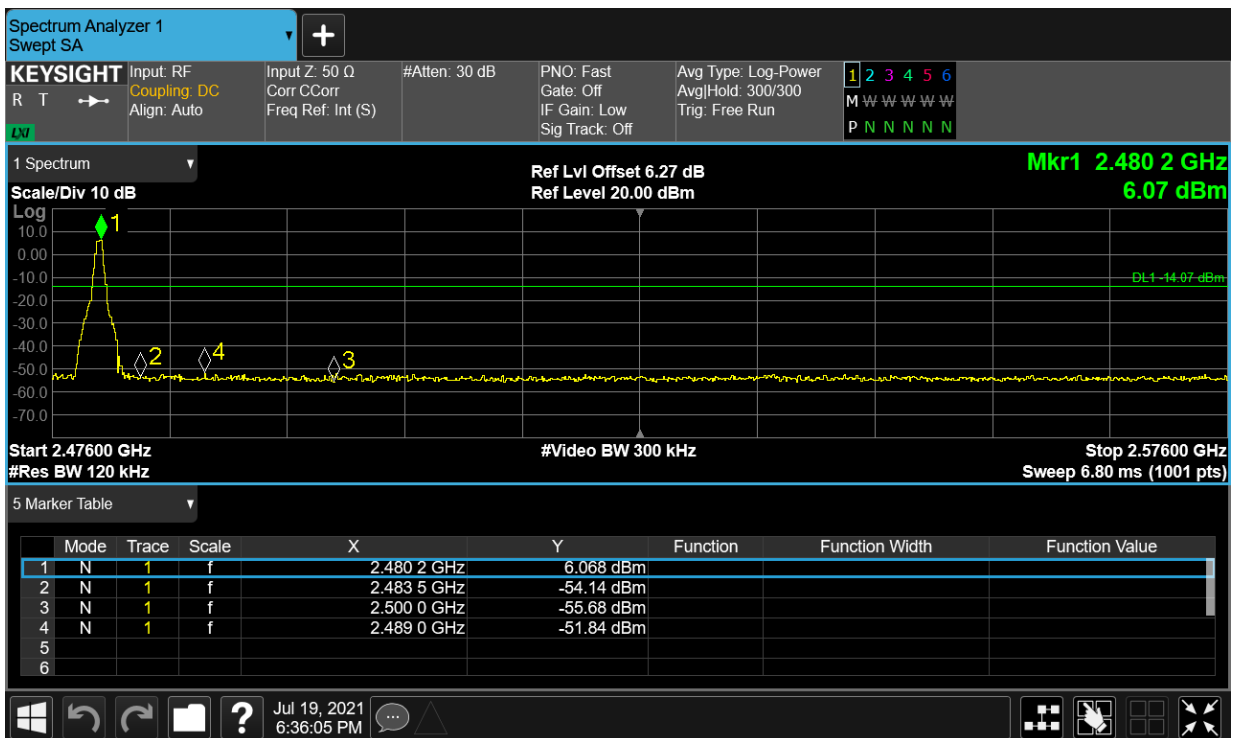 Spectrum Analyzer 1
Swept SA
KEYSIGHT
R T
LXI
Input: RF
Coupling: DC
Align: Auto
Input Z: 50 Ω
Corr CCorr
Freq Ref: Int (S)
#Atten: 30 dB
PNO: Fast
Gate: Off
IF Gain: Low
Sig Track: Off
Avg Type: Log-Power
Avg|Hold: 300/300
Trig: Free Run
1 2 3 4 5 6
M W W W W W
P N N N N N
1 Spectrum
Scale/Div 10 dB
Ref Lvl Offset 6.27 dB
Ref Level 20.00 dBm
Mkr1 2.480 2 GHz
6.07 dBm
Log
10.0
0.00
-10.0
-20.0
-30.0
-40.0
-50.0
-60.0
-70.0
1
2
4
3
DL1 -14.07 dBm
Start 2.47600 GHz
#Res BW 120 kHz
#Video BW 300 kHz
Stop 2.57600 GHz
Sweep 6.80 ms (1001 pts)
5 Marker Table
Mode Trace Scale X Y Function Function Width Function Value
1 N 1 f 2.480 2 GHz 6.068 dBm
2 N 1 f 2.483 5 GHz -54.14 dBm
3 N 1 f 2.500 0 GHz -55.68 dBm
4 N 1 f 2.489 0 GHz -51.84 dBm
5
6
?
Jul 19, 2021
6:36:05 PM